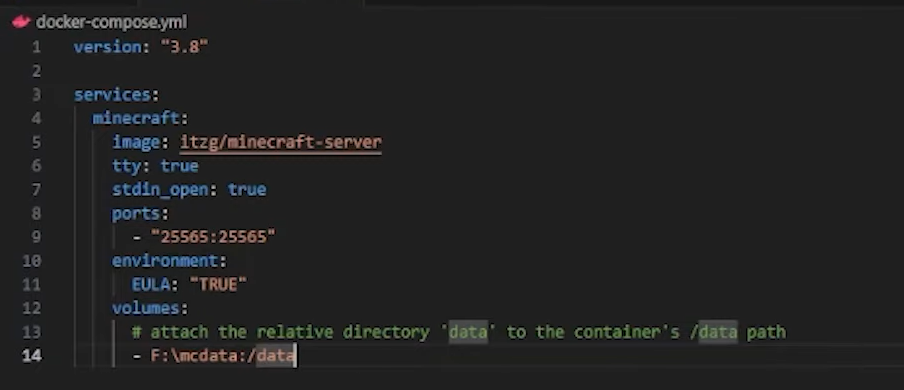 docker-compose.yml
1 version: "3.8"
2
3 services:
4 minecraft:
5 image: itzg/minecraft-server
6 tty: true
7 stdin_open: true
8 ports:
9 - "25565:25565"
10 environment:
11 EULA: "TRUE"
12 volumes:
13 # attach the relative directory 'data' to the container's /data path
14 - F:\mcdata:/data